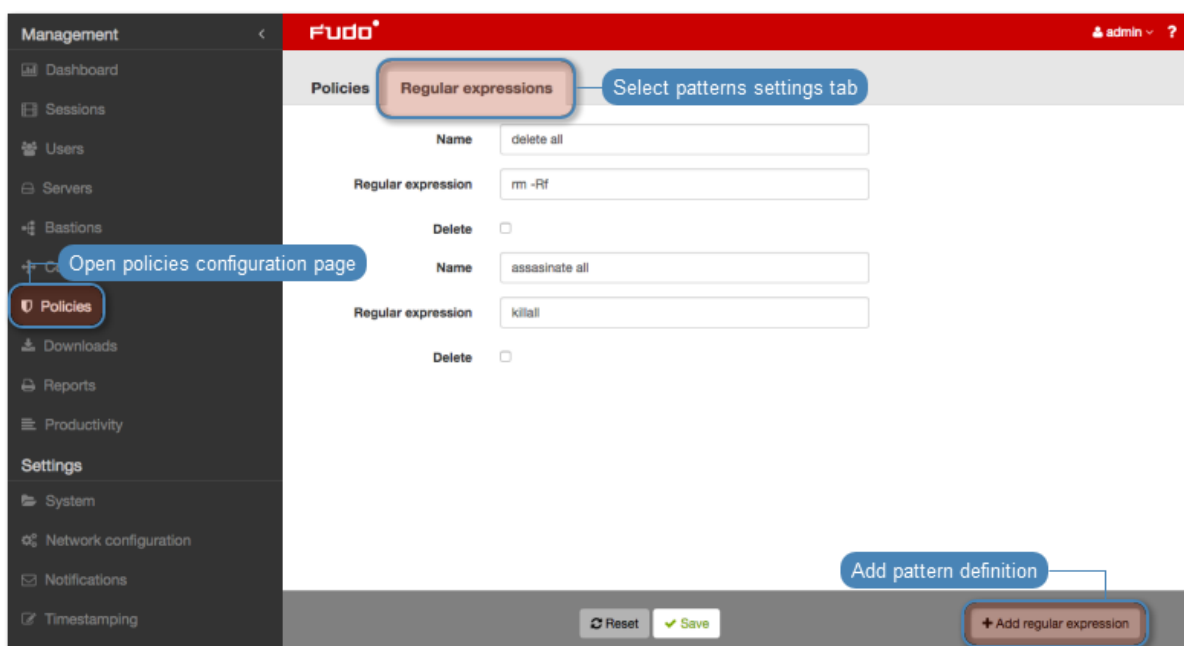 Management
FUDO
admin
?
Dashboard
Policies
Regular expressions
Select patterns settings tab
Sessions
Name
delete all
Users
Regular expression
rm -Rf
Servers
Delete
Bastions
Open policies configuration page
Name
assasinate all
Policies
Regular expression
killall
Downloads
Delete
Reports
Productivity
Settings
System
Network configuration
Add pattern definition
Notifications
Timestamping
Reset
Save
+ Add regular expression